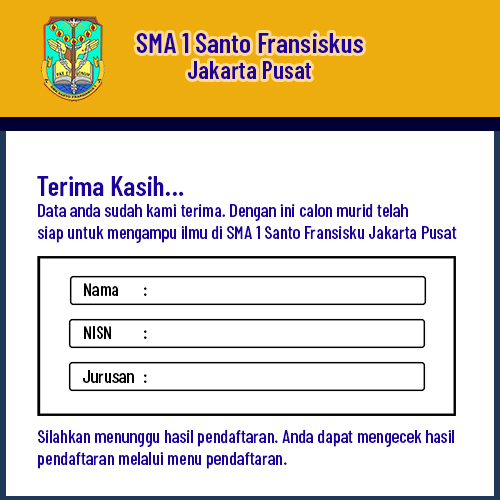 SMA 1 Santo Fransiskus
Jakarta Pusat
Terima Kasih...
Data anda sudah kami terima. Dengan ini calon murid telah
siap untuk mengampu ilmu di SMA 1 Santo Fransisku Jakarta Pusat
Nama :
NISN :
Jurusan :
Silahkan menunggu hasil pendaftaran. Anda dapat mengecek hasil
pendaftaran melalui menu pendaftaran.